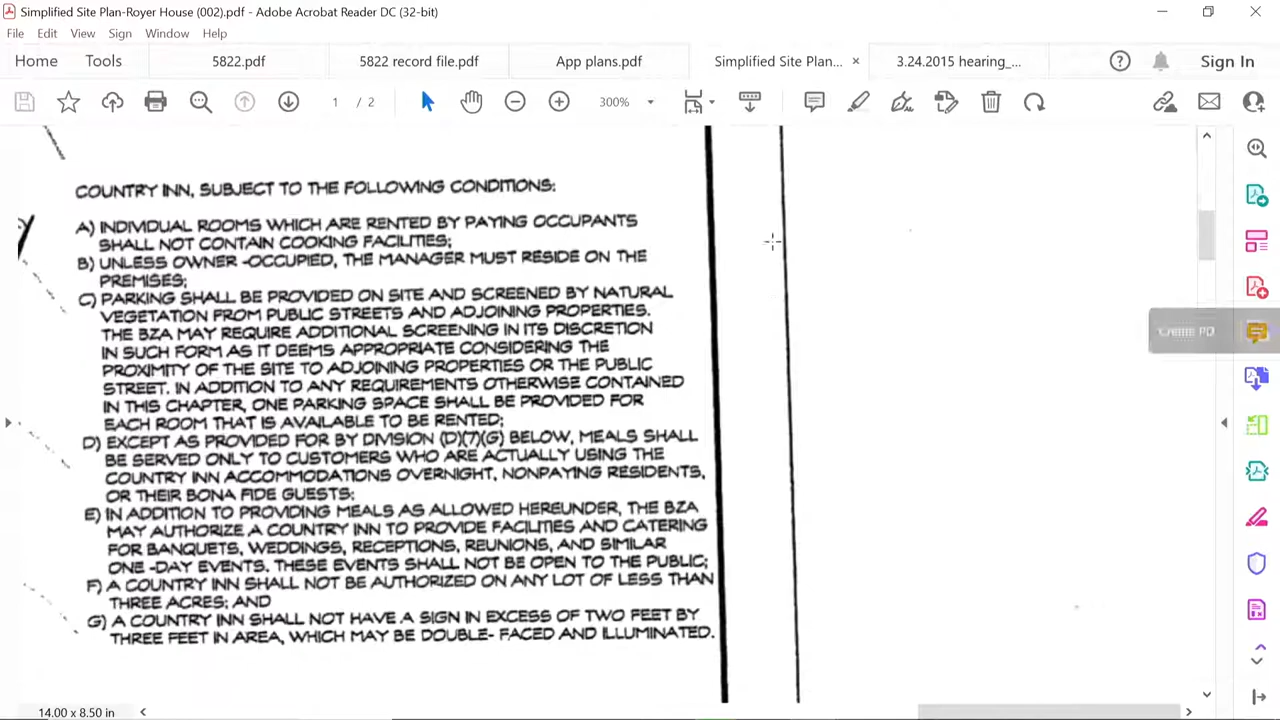 Simplified Site Plan-Royer House (002).pdf - Adobe Acrobat Reader DC (32-bit)
File Edit View Sign Window Help
Home Tools 5822.pdf 5822 record file.pdf App plans.pdf Simplified Site Plan... × 3.24.2015 hearing_... Sign In
1 / 2 300%
COUNTRY INN, SUBJECT TO THE FOLLOWING CONDITIONS:
A) INDIVIDUAL ROOMS WHICH ARE RENTED BY PAYING OCCUPANTS
SHALL NOT CONTAIN COOKING FACILITIES;
B) UNLESS OWNER -OCCUPIED, THE MANAGER MUST RESIDE ON THE
PREMISES;
C) PARKING SHALL BE PROVIDED ON SITE AND SCREENED BY NATURAL
VEGETATION FROM PUBLIC STREETS AND ADJOINING PROPERTIES.
THE BZA MAY REQUIRE ADDITIONAL SCREENING IN ITS DISCRETION
IN SUCH FORM AS IT DEEMS APPROPRIATE CONSIDERING THE
PROXIMITY OF THE SITE TO ADJOINING PROPERTIES OR THE PUBLIC
STREET. IN ADDITION TO ANY REQUIREMENTS OTHERWISE CONTAINED
IN THIS CHAPTER, ONE PARKING SPACE SHALL BE PROVIDED FOR
EACH ROOM THAT IS AVAILABLE TO BE RENTED;
D) EXCEPT AS PROVIDED FOR BY DIVISION (D)(7)(G) BELOW, MEALS SHALL
BE SERVED ONLY TO CUSTOMERS WHO ARE ACTUALLY USING THE
COUNTRY INN ACCOMMODATIONS OVERNIGHT, NONPAYING RESIDENTS,
OR THEIR BONA FIDE GUESTS;
E) IN ADDITION TO PROVIDING MEALS AS ALLOWED HEREUNDER, THE BZA
MAY AUTHORIZE A COUNTRY INN TO PROVIDE FACILITIES AND CATERING
FOR BANQUETS, WEDDINGS, RECEPTIONS, REUNIONS, AND SIMILAR
ONE -DAY EVENTS. THESE EVENTS SHALL NOT BE OPEN TO THE PUBLIC;
F) A COUNTRY INN SHALL NOT BE AUTHORIZED ON ANY LOT OF LESS THAN
THREE ACRES; AND
G) A COUNTRY INN SHALL NOT HAVE A SIGN IN EXCESS OF TWO FEET BY
THREE FEET IN AREA, WHICH MAY BE DOUBLE- FACED AND ILLUMINATED.
14.00 x 8.50 in